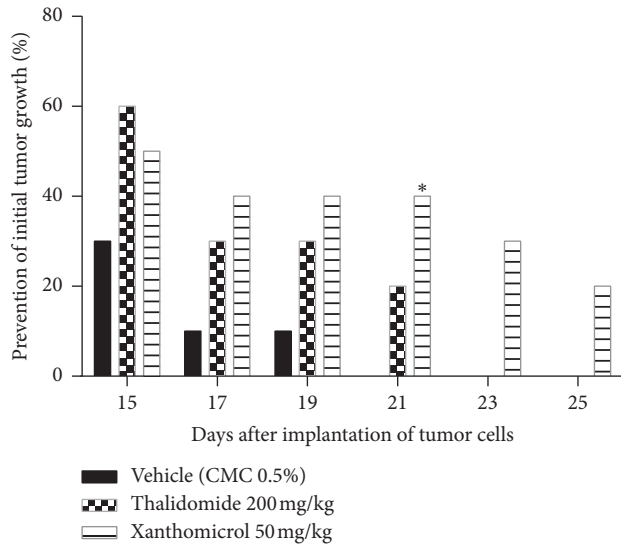 Prevention of initial tumor growth (%)
80
60
40
20
0
*
15 17 19 21 23 25
Days after implantation of tumor cells
Vehicle (CMC 0.5%)
Thalidomide 200 mg/kg
Xanthomicrol 50 mg/kg